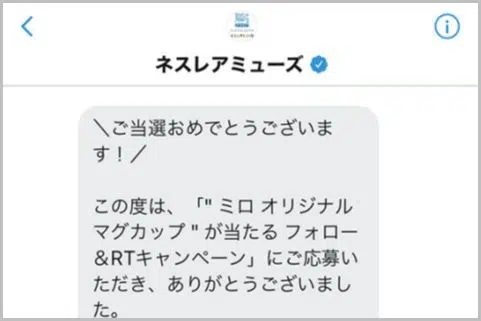 ネスレアミューズ
＼ご当選おめでとうございま
す！／
この度は、「" ミロ オリジナル
マグカップ " が当たる フォロー
＆RTキャンペーン」にご応募い
ただき、ありがとうございまし
た。